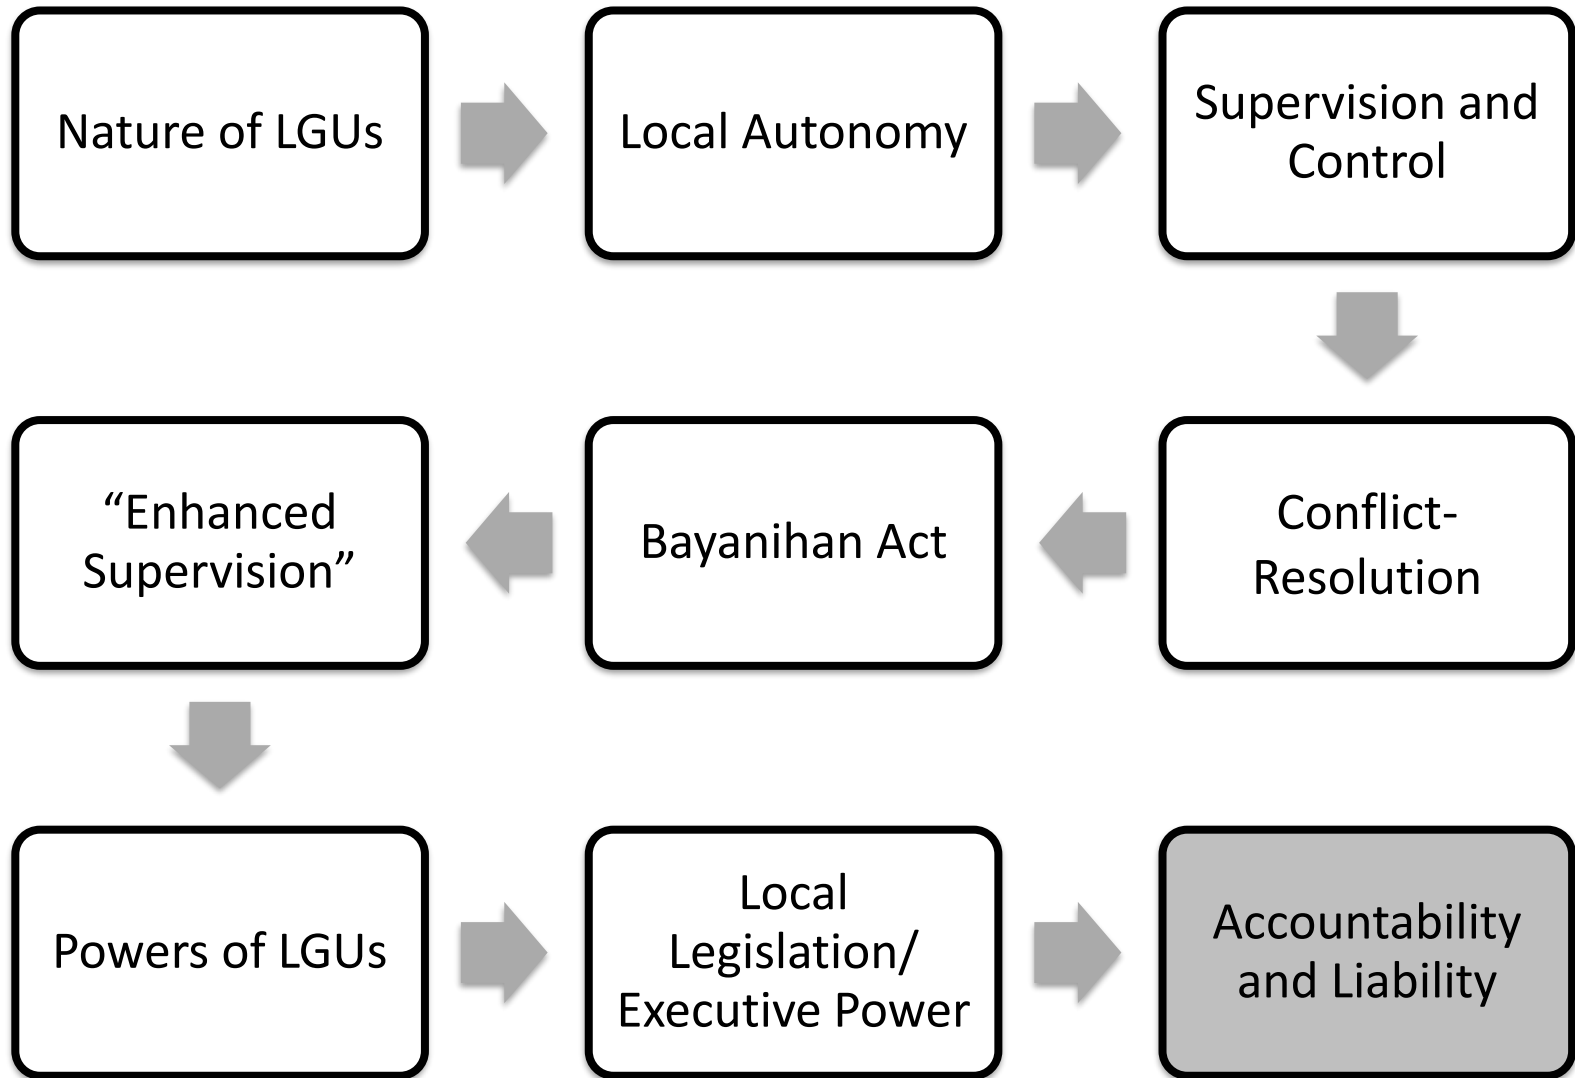 Nature of LGUs
Local Autonomy
Supervision and
Control
Conflict-
Resolution
Bayanihan Act
“Enhanced
Supervision”
Powers of LGUs
Local
Legislation/
Executive Power
Accountability
and Liability